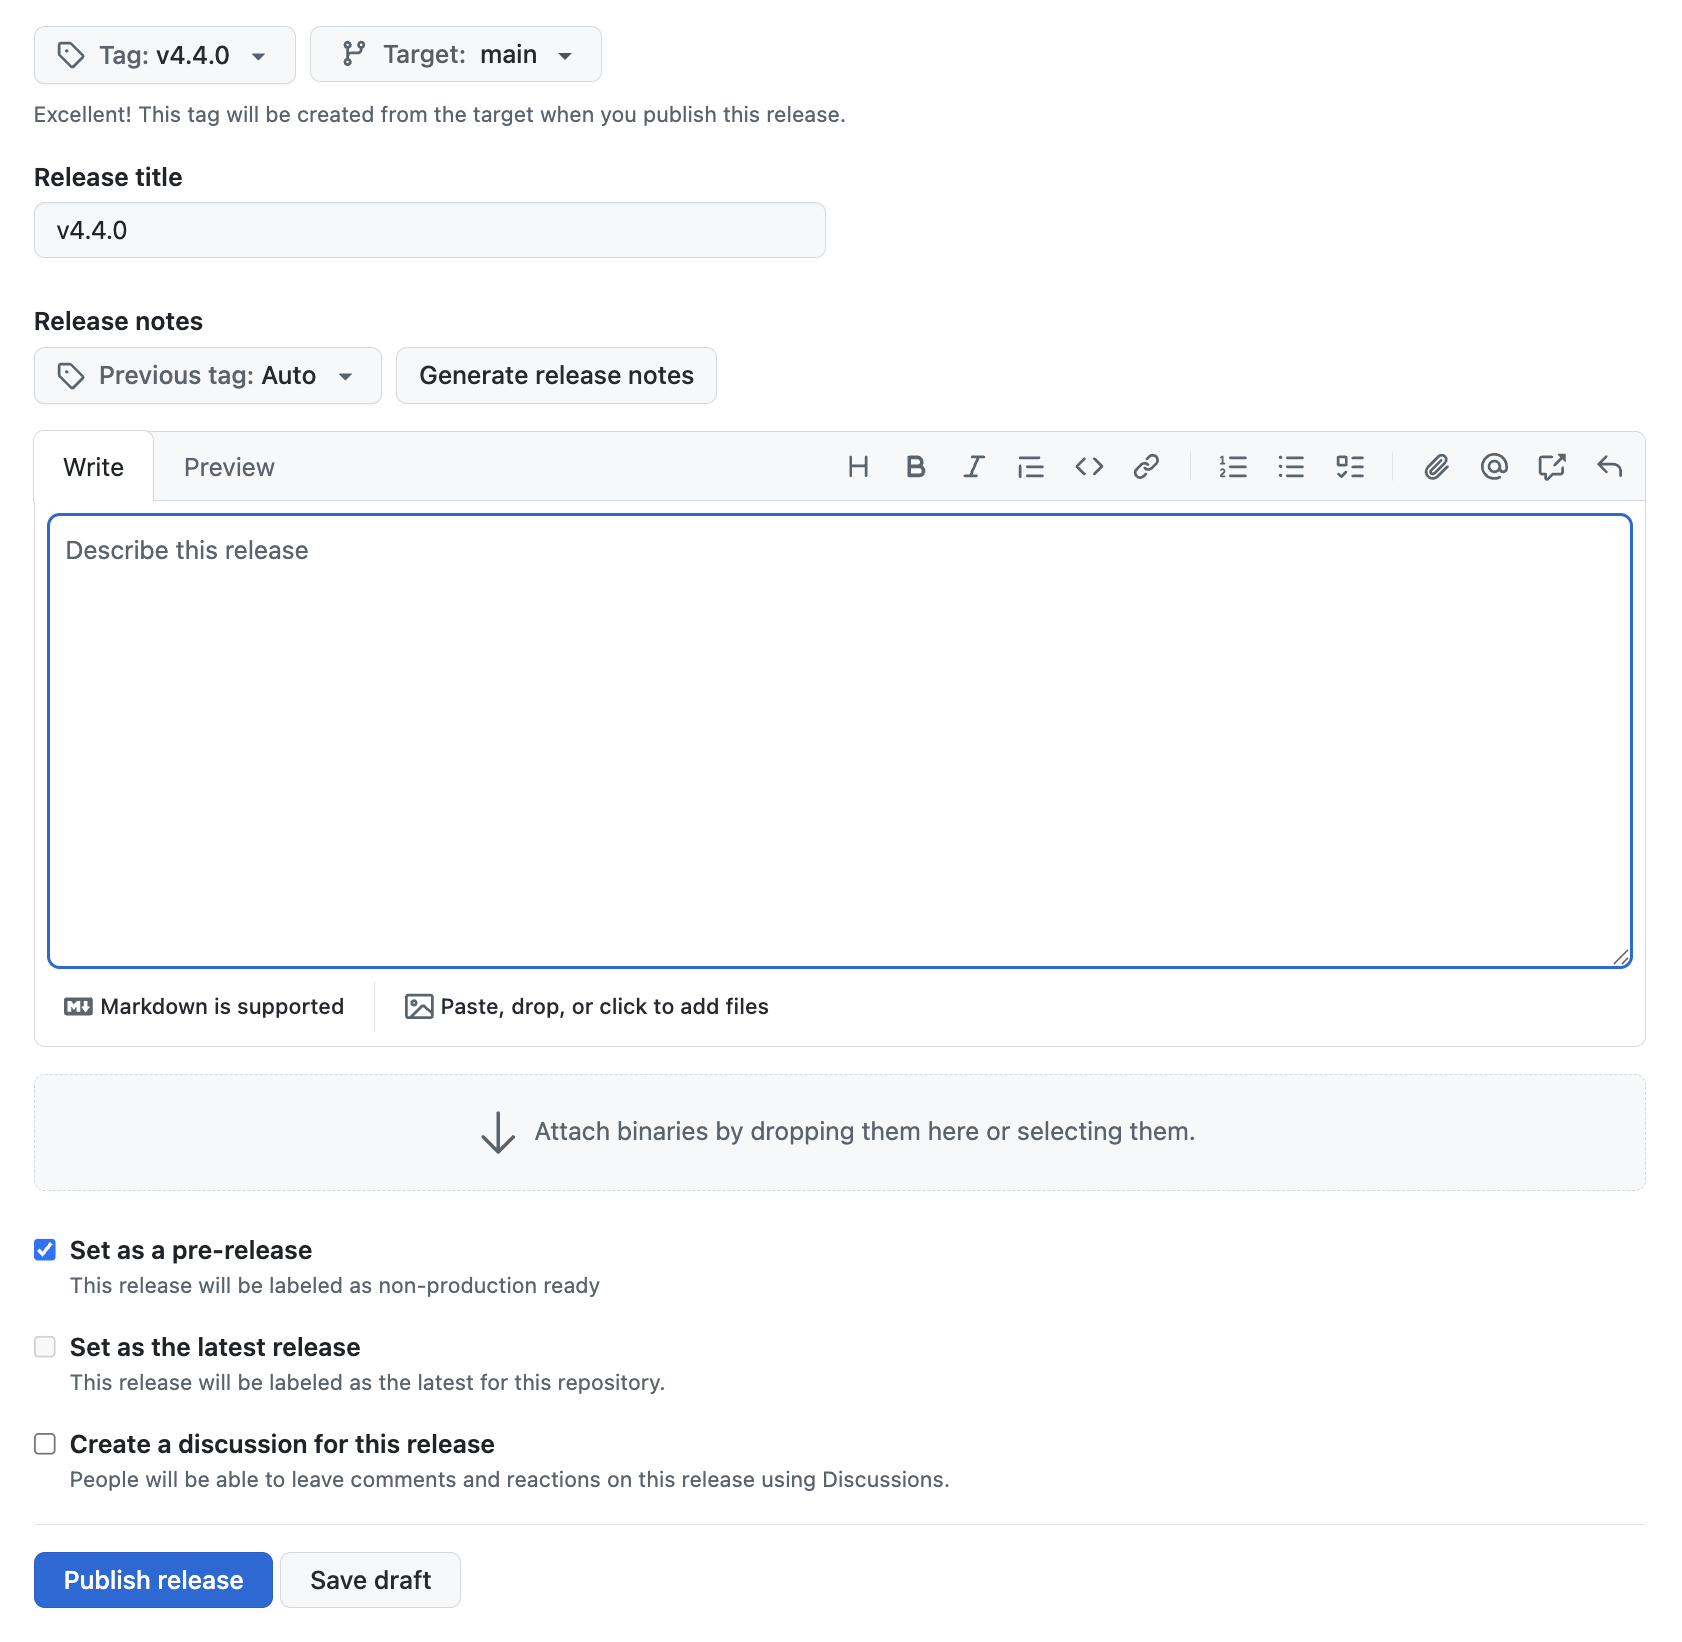 Tag: v4.4.0 Target: main
Excellent! This tag will be created from the target when you publish this release.
Release title
v4.4.0
Release notes
Previous tag: Auto Generate release notes
Write Preview
Describe this release
Markdown is supported Paste, drop, or click to add files
Attach binaries by dropping them here or selecting them.
Set as a pre-release
This release will be labeled as non-production ready
Set as the latest release
This release will be labeled as the latest for this repository.
Create a discussion for this release
People will be able to leave comments and reactions on this release using Discussions.
Publish release Save draft